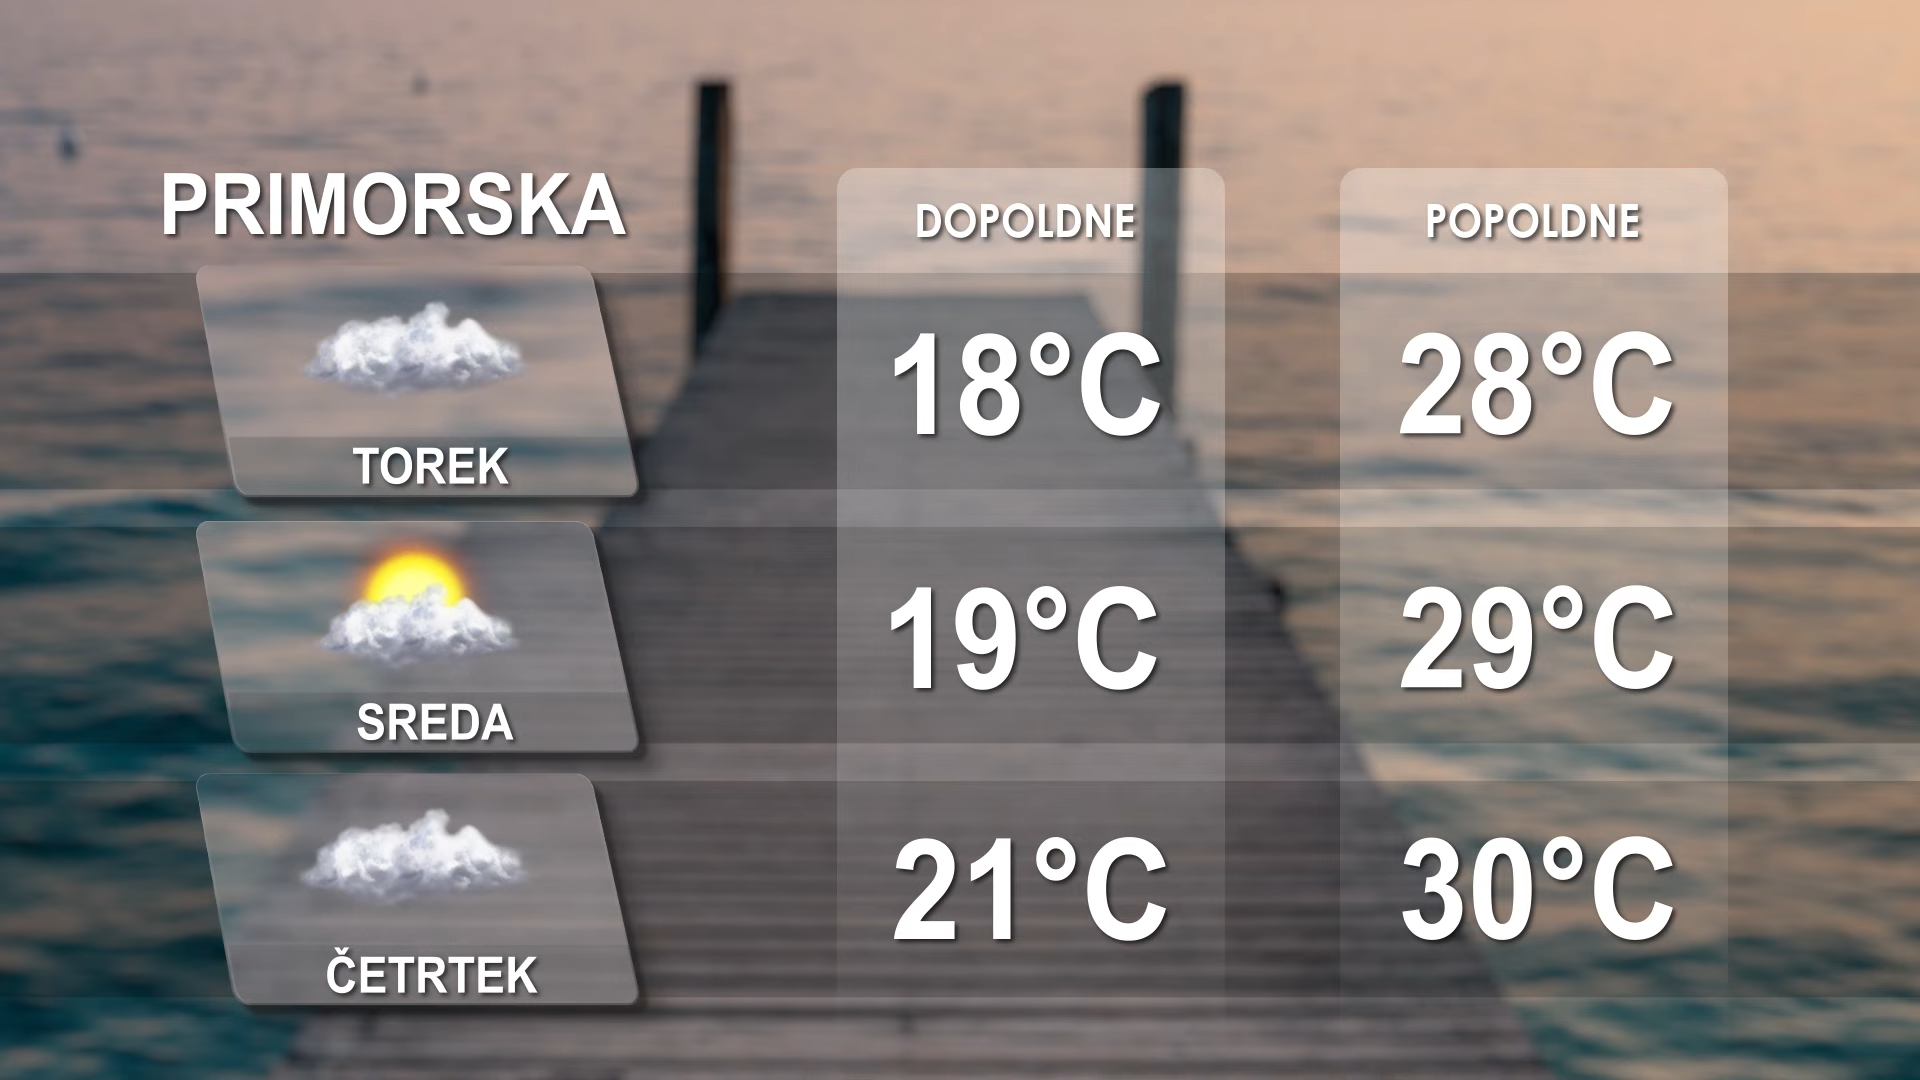 PRIMORSKA
DOPOLDNE POPOLDNE
TOREK 18°C 28°C
SREDA 19°C 29°C
ČETRTEK 21°C 30°C